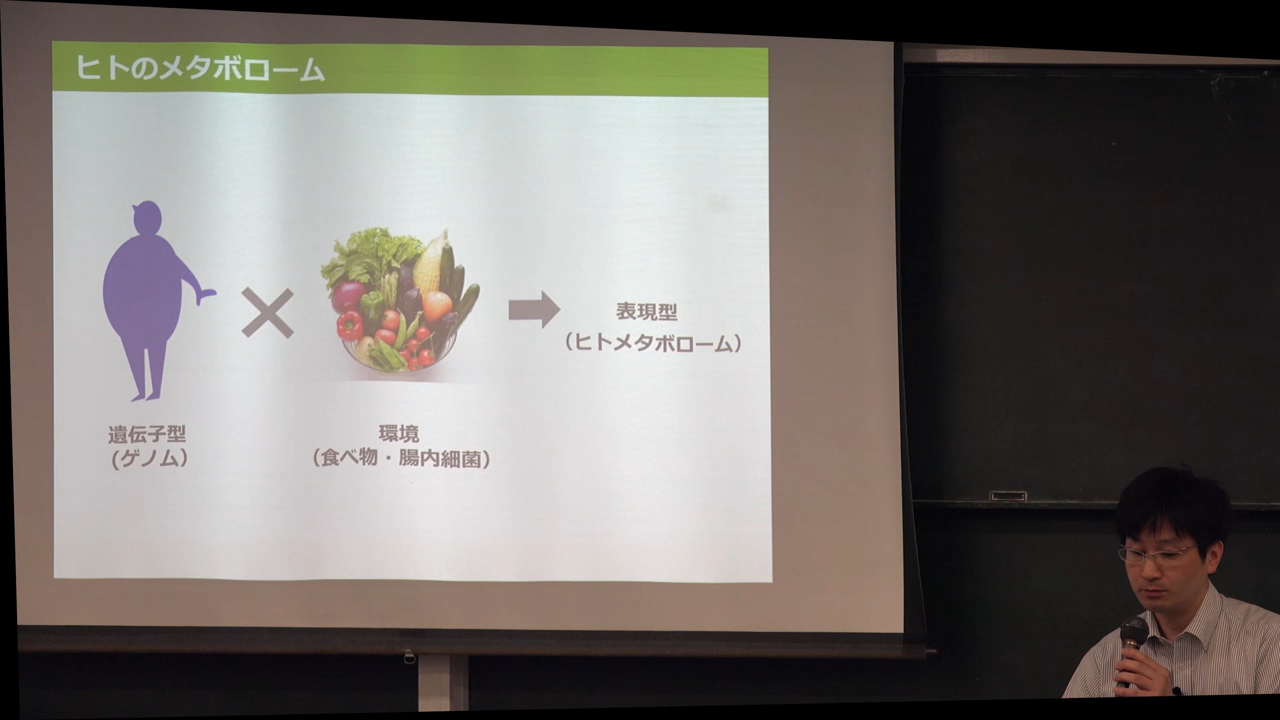 ヒトのメタボローム
表現型
（ヒトメタボローム）
遺伝子型
（ゲノム）
環境
（食べ物・腸内細菌）